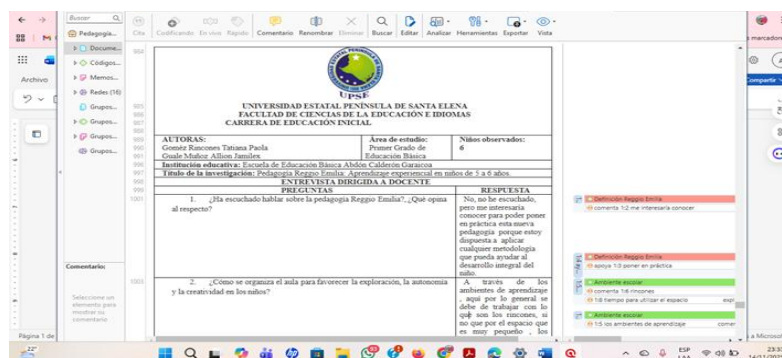 Buscar
Cita Codificando En vivo Rápido Comentario Renombrar Eliminar Buscar Editar Analizar Herramientas Exportar Vista
Pedagogía...
Docume...
Códigos...
Memos...
Redes (16)
Grupos...
Grupos...
Grupos...
Grupos...
Archivo
Compartir
Comentario:
Seleccione un elemento para mostrar su comentario
UPSE
UNIVERSIDAD ESTATAL PENÍNSULA DE SANTA ELENA
FACULTAD DE CIENCIAS DE LA EDUCACIÓN E IDIOMAS
CARRERA DE EDUCACIÓN INICIAL
AUTORAS:
Goméz Rincones Tatiana Paola
Guale Muñoz Allion Jamilex
Área de estudio:
Primer Grado de
Educación Básica
Niños observados:
6
Institución educativa: Escuela de Educación Básica Abdón Calderón Garaicoa
Título de la investigación: Pedagogía Reggio Emilia: Aprendizaje experiencial en niños de 5 a 6 años.
ENTREVISTA DIRIGIDA A DOCENTE
PREGUNTAS RESPUESTA
1. ¿Ha escuchado hablar sobre la pedagogía Reggio Emilia?, ¿Qué opina
al respecto?
No, no he escuchado,
pero me interesaría
conocer para poder poner
en práctica esta nueva
pedagogía porque estoy
dispuesta a aplicar
cualquier metodología
que pueda ayudar al
desarrollo integral del
niño.
2. ¿Cómo se organiza el aula para favorecer la exploración, la autonomía
y la creatividad en los niños?
A través de los
ambientes de aprendizaje
, aquí por lo general se
debe de trabajar con lo
que son los rincones, si
no que por el espacio que
es muy pequeño , los
Definición Reggio Emilia
comenta 1:2 me interesaría conocer
Definición Reggio Emilia
apoya 1:3 poner en práctica
Ambiente escolar
comenta 1:6 rincones
1:8 tiempo para utilizar el espacio
Ambiente escolar
1:5 los ambientes de aprendizaje
Página 1 de
22°
ESP